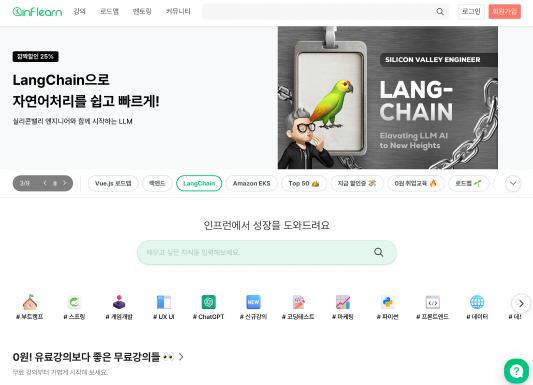 inflearn 강의 로드맵 멘토링 커뮤니티 로그인 회원가입
깜짝할인 25%
LangChain으로
자연어처리를 쉽고 빠르게!
실리콘밸리 엔지니어와 함께 시작하는 LLM
SILICON VALLEY ENGINEER
LANG-
CHAIN
Elavating LLM AI
to New Heights
3/9 Vue.js 로드맵 백엔드 LangChain Amazon EKS Top 50 지금 할인중 0원 취업교육 로드맵
인프런에서 성장을 도와드려요
배우고 싶은 지식을 입력해보세요.
NEW
# 부트캠프 # 스프링 # 게임개발 # UX UI # ChatGPT # 신규강의 # 코딩테스트 # 마케팅 # 파이썬 # 프론트엔드 # 데이터
0원! 유료강의보다 좋은 무료강의들 👀 >
무료 강의부터 가볍게 시작해 보세요.